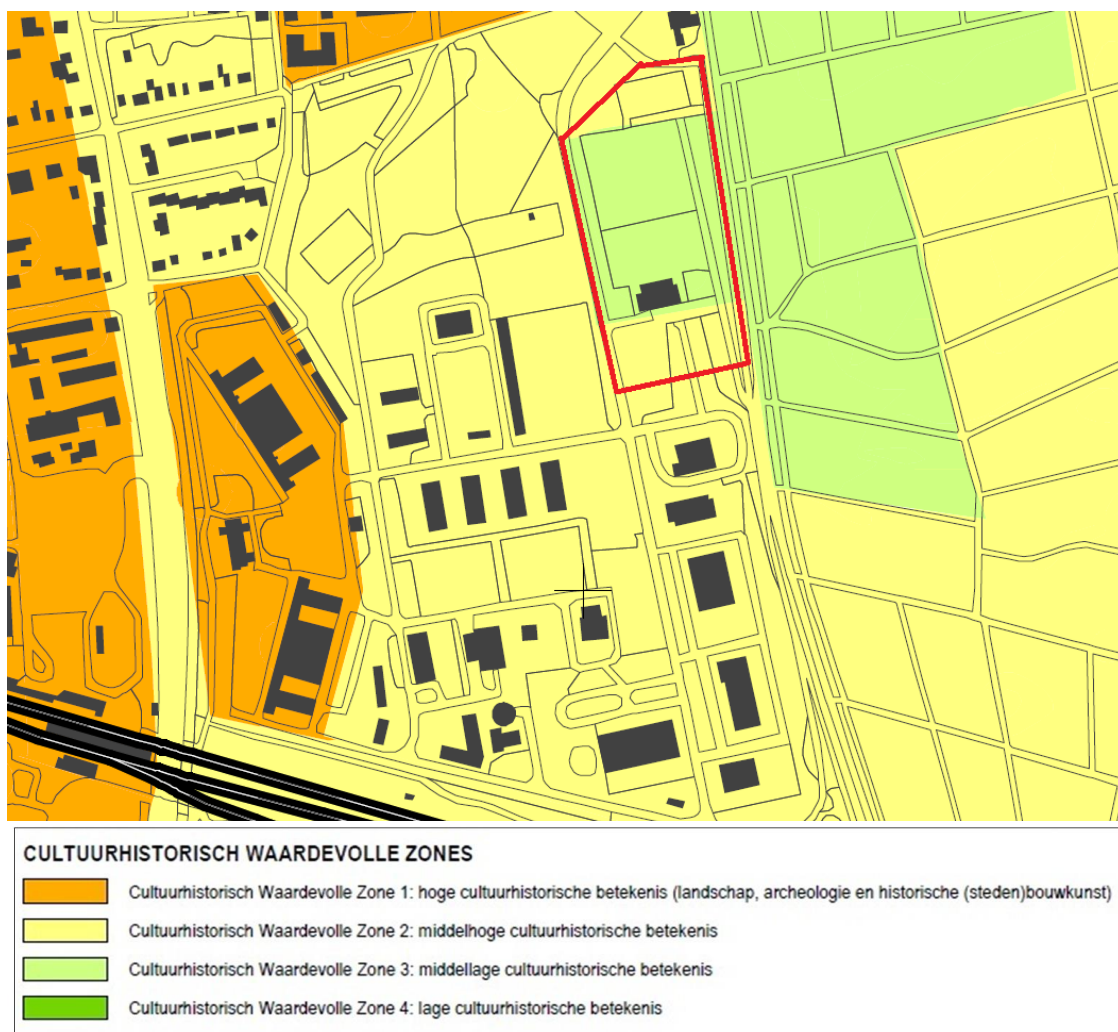 CULTUURHISTORISCH WAARDEVOLLE ZONES
Cultuurhistorisch Waardevolle Zone 1: hoge cultuurhistorische betekenis (landschap, archeologie en historische (steden)bouwkunst)
Cultuurhistorisch Waardevolle Zone 2: middelhoge cultuurhistorische betekenis
Cultuurhistorisch Waardevolle Zone 3: middellage cultuurhistorische betekenis
Cultuurhistorisch Waardevolle Zone 4: lage cultuurhistorische betekenis